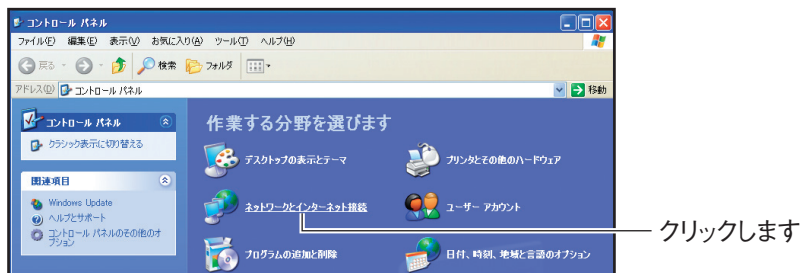 コントロール パネル
ファイル(F) 編集(E) 表示(V) お気に入り(A) ツール(T) ヘルプ(H)
戻る 検索 フォルダ
アドレス(D) コントロール パネル 移動
コントロール パネル
クラシック表示に切り替える
関連項目
Windows Update
ヘルプとサポート
コントロール パネルのその他のオ
プション
作業する分野を選びます
デスクトップの表示とテーマ
プリンタとその他のハードウェア
ネットワークとインターネット接続
ユーザー アカウント
プログラムの追加と削除
日付、時刻、地域と言語のオプション
クリックします